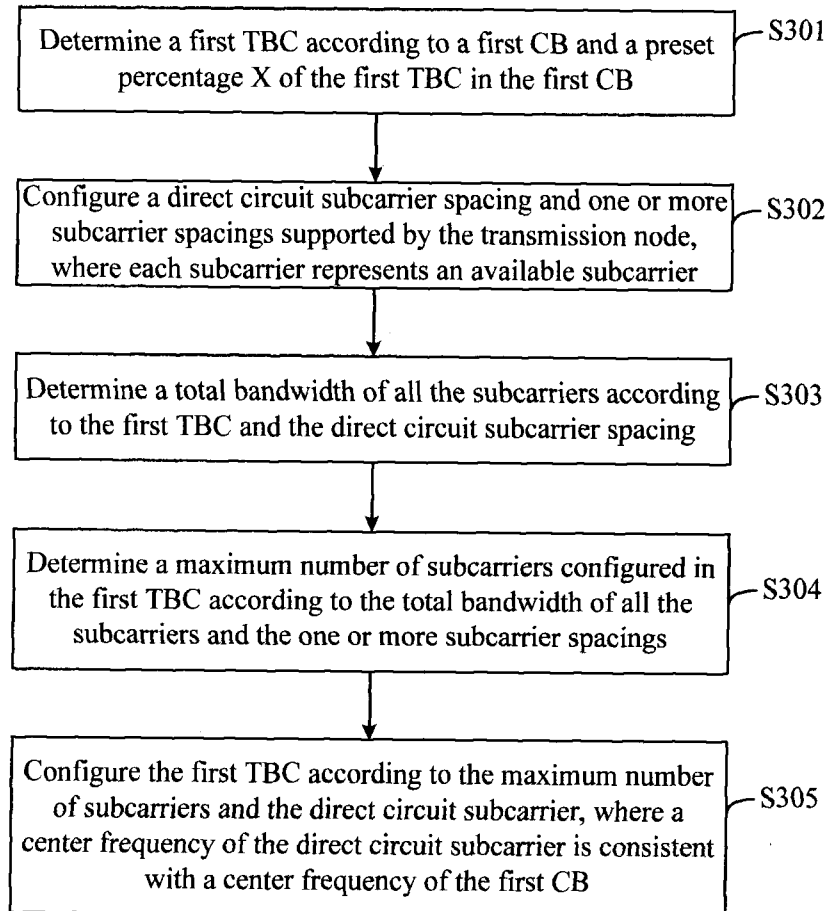 Determine a first TBC according to a first CB and a preset
percentage X of the first TBC in the first CB
S301
Configure a direct circuit subcarrier spacing and one or more
subcarrier spacings supported by the transmission node,
where each subcarrier represents an available subcarrier
S302
Determine a total bandwidth of all the subcarriers according
to the first TBC and the direct circuit subcarrier spacing
S303
Determine a maximum number of subcarriers configured in
the first TBC according to the total bandwidth of all the
subcarriers and the one or more subcarrier spacings
S304
Configure the first TBC according to the maximum number
of subcarriers and the direct circuit subcarrier, where a
center frequency of the direct circuit subcarrier is consistent
with a center frequency of the first CB
S305